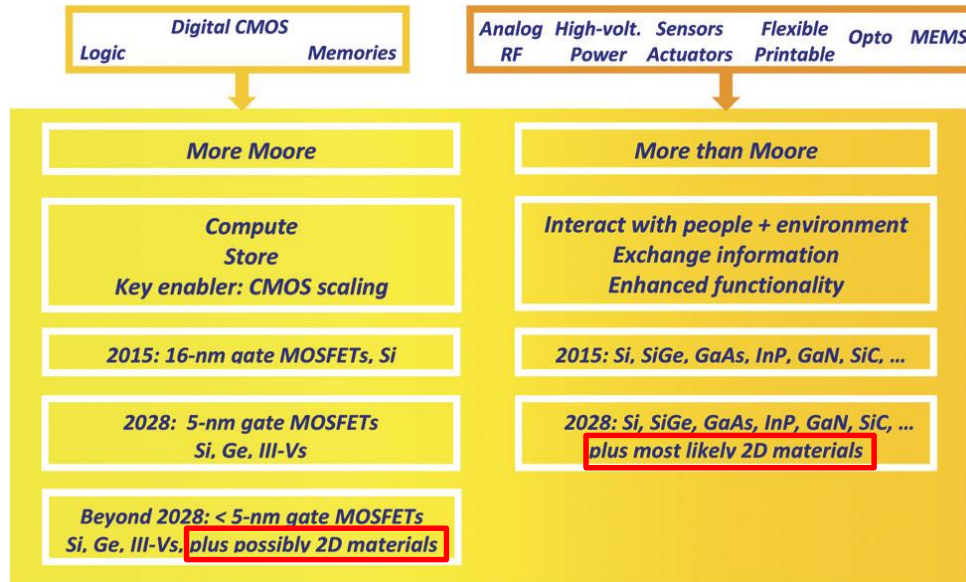 Digital CMOS
Logic Memories
Analog High-volt. Sensors Flexible Opto MEMS
RF Power Actuators Printable
More Moore
Compute
Store
Key enabler: CMOS scaling
2015: 16-nm gate MOSFETs, Si
2028: 5-nm gate MOSFETs
Si, Ge, III-Vs
Beyond 2028: < 5-nm gate MOSFETs
Si, Ge, III-Vs, plus possibly 2D materials
More than Moore
Interact with people + environment
Exchange information
Enhanced functionality
2015: Si, SiGe, GaAs, InP, GaN, SiC, ...
2028: Si, SiGe, GaAs, InP, GaN, SiC, ...
plus most likely 2D materials